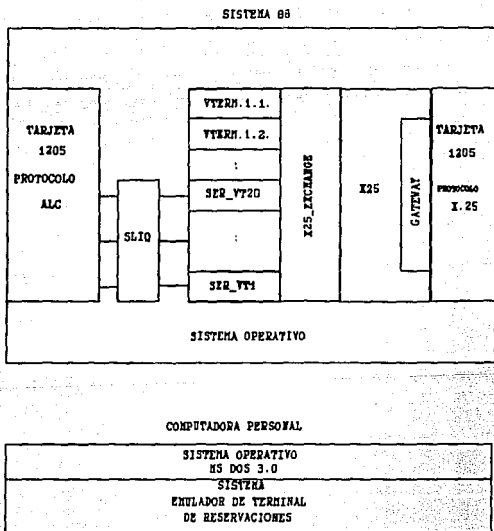 SISTEMA 88
TARJETA
1205
PROTOCOLO
ALC
SLIQ
VTERM.1.1.
VTERM.1.2.
:
SER_VT20
:
SER_VT1
X25_EXCHANGE
X25
GATEWAY
TARJETA
1205
PROTOCOLO
X.25
SISTEMA OPERATIVO
COMPUTADORA PERSONAL
SISTEMA OPERATIVO
MS DOS 3.0
SISTEMA
EMULADOR DE TERMINAL
DE RESERVACIONES